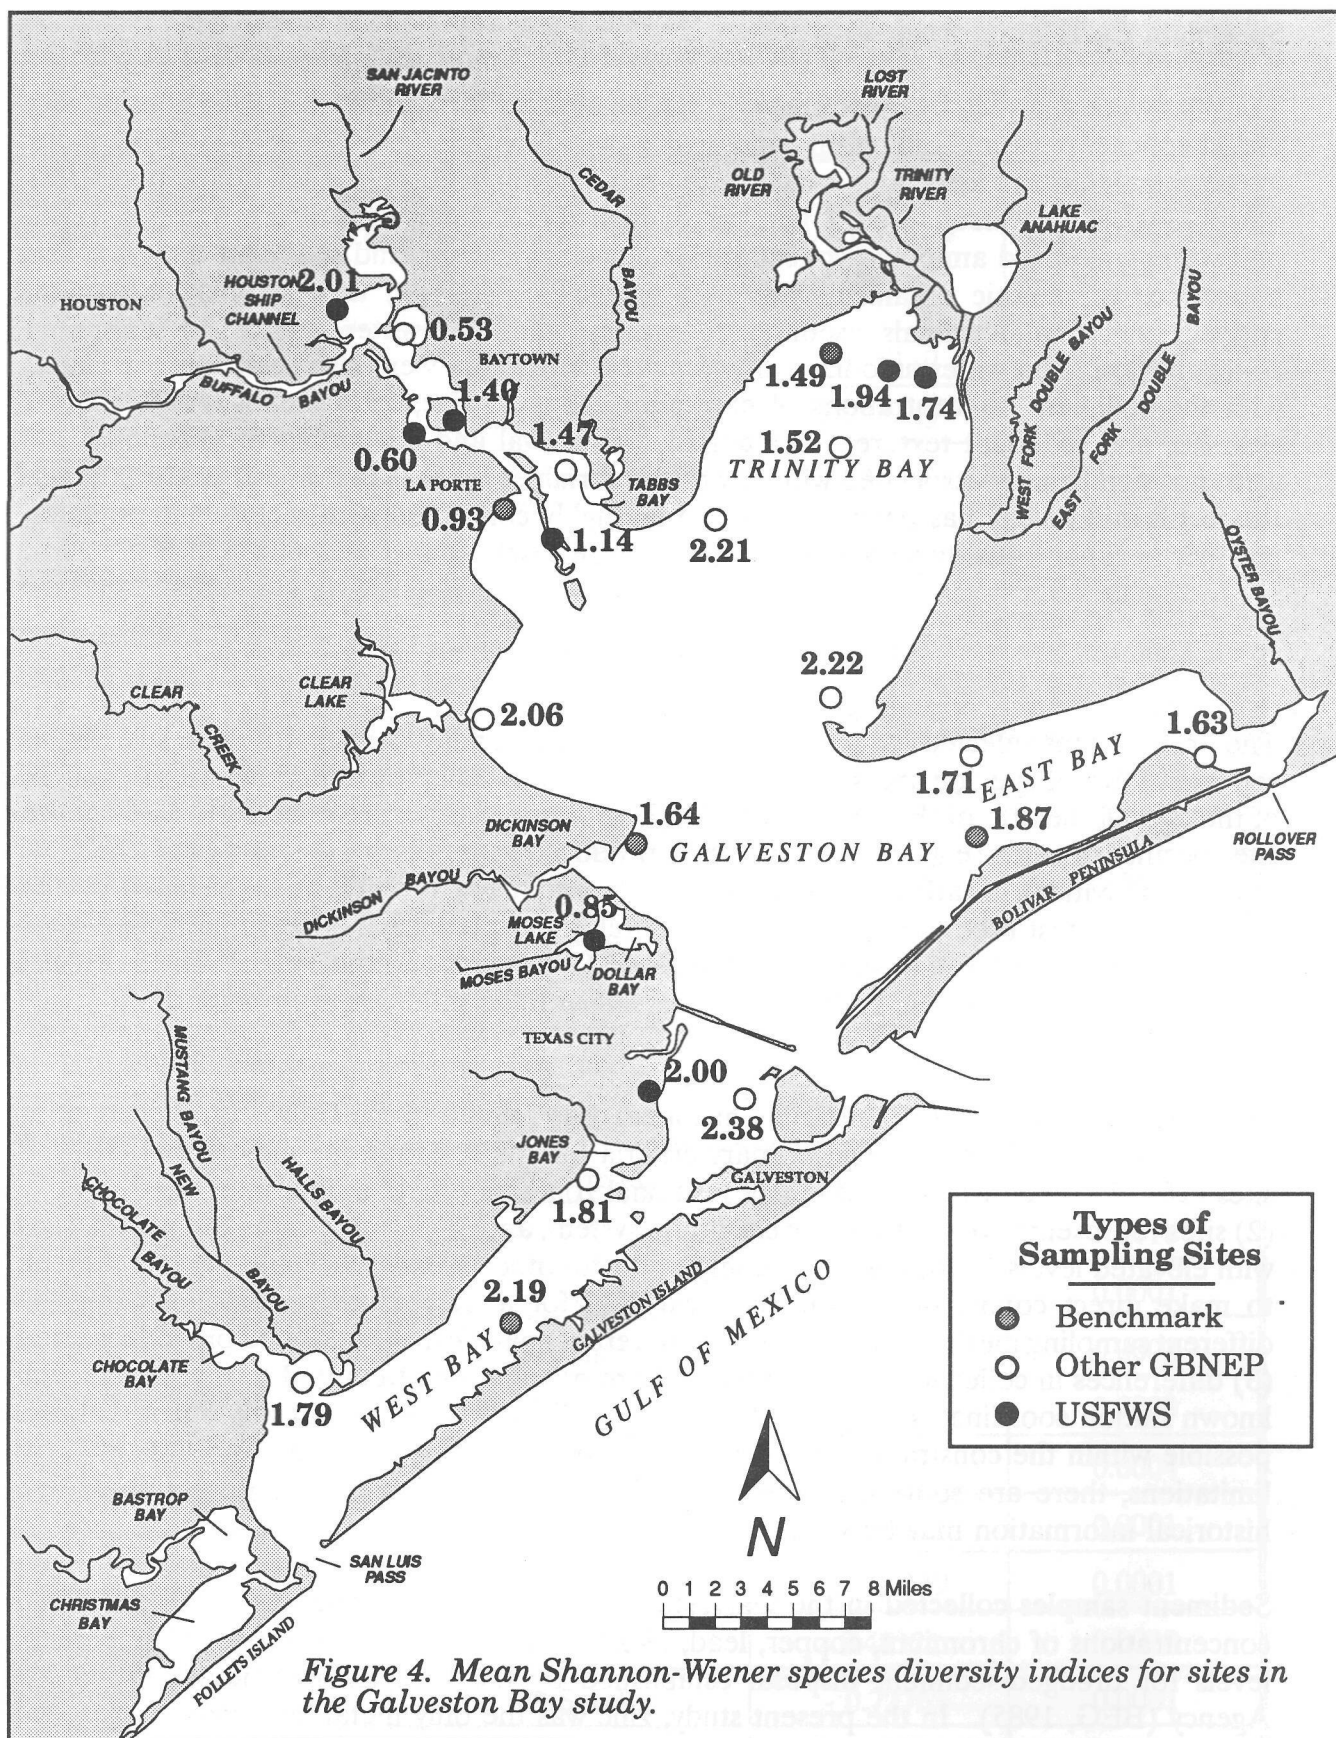 SAN JACINTO
RIVER
LOST
RIVER
OLD
RIVER
TRINITY
RIVER
LAKE
ANAHUAC
CEDAR
BAYOU
HOUSTON
HOUSTON
SHIP
CHANNEL
2.01
0.53
BAYTOWN
BUFFALO BAYOU
1.40
0.60
1.47
LA PORTE
TABBS
BAY
0.93
1.14
1.49
1.94
1.74
1.52
TRINITY BAY
2.21
WEST FORK DOUBLE BAYOU
EAST FORK DOUBLE BAYOU
OYSTER BAYOU
CLEAR
CREEK
CLEAR
LAKE
2.06
2.22
1.63
1.71
EAST BAY
1.87
ROLLOVER
PASS
BOLIVAR PENINSULA
1.64
DICKINSON
BAY
GALVESTON BAY
DICKINSON BAYOU
0.85
MOSES
LAKE
MOSES BAYOU
DOLLAR
BAY
TEXAS CITY
2.00
2.38
JONES
BAY
1.81
GALVESTON
MUSTANG BAYOU
NEW
BAYOU
CHOCOLATE
BAYOU
HALLS BAYOU
2.19
GALVESTON ISLAND
WEST BAY
GULF OF MEXICO
CHOCOLATE
BAY
1.79
BASTROP
BAY
SAN LUIS
PASS
CHRISTMAS
BAY
FOLLETS ISLAND
Types of
Sampling Sites
Benchmark
Other GBNEP
USFWS
N
0 1 2 3 4 5 6 7 8 Miles
Figure 4. Mean Shannon-Wiener species diversity indices for sites in
the Galveston Bay study.